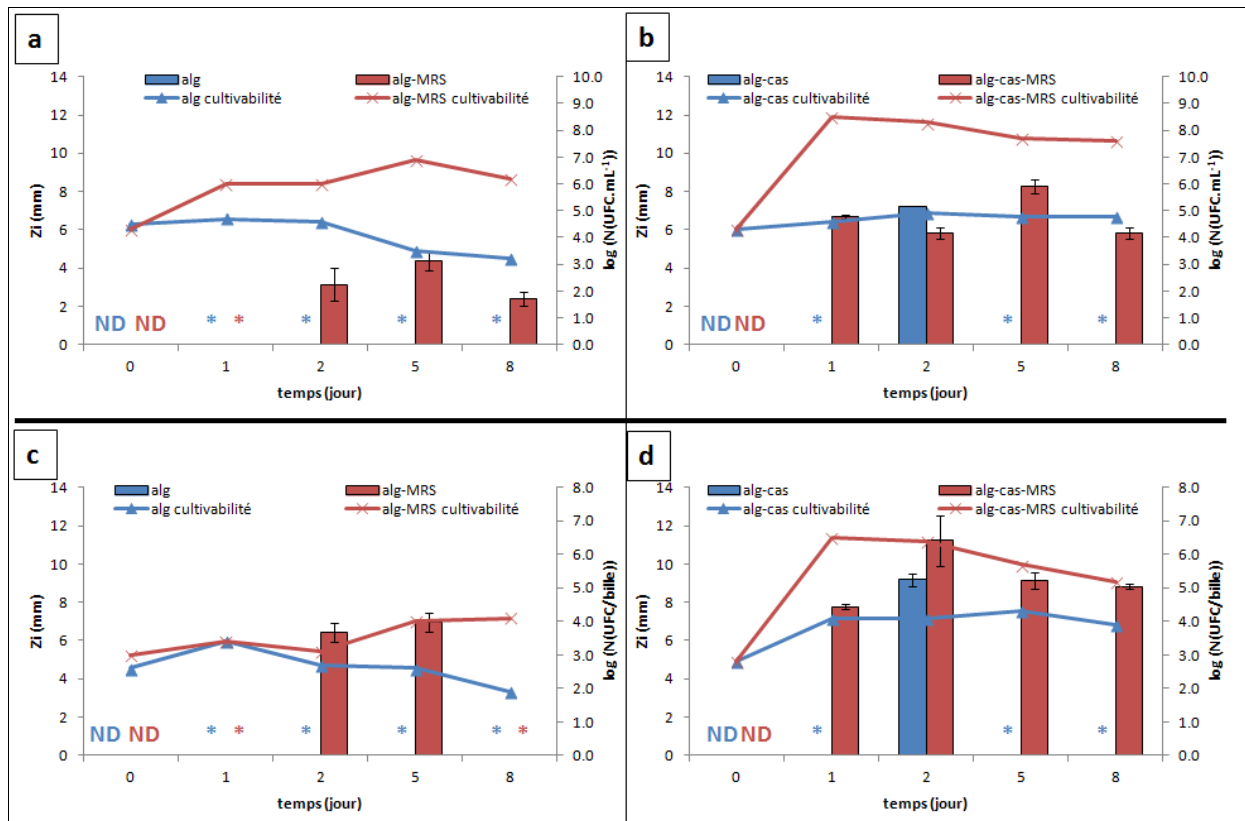 a
alg
alg-MRS
alg cultivabilité
alg-MRS cultivabilité
Zi (mm)
14
12
10
8
6
4
2
0
10.0
9.0
8.0
7.0
6.0
5.0
4.0
3.0
2.0
1.0
0.0
log (N(UFC.mL-1))
ND ND * * * * *
0 1 2 5 8
temps (jour)
b
alg-cas
alg-cas-MRS
alg-cas cultivabilité
alg-cas-MRS cultivabilité
Zi (mm)
14
12
10
8
6
4
2
0
10.0
9.0
8.0
7.0
6.0
5.0
4.0
3.0
2.0
1.0
0.0
log (N(UFC.mL-1))
ND ND * * *
0 1 2 5 8
temps (jour)
c
alg
alg-MRS
alg cultivabilité
alg-MRS cultivabilité
Zi (mm)
14
12
10
8
6
4
2
0
8.0
7.0
6.0
5.0
4.0
3.0
2.0
1.0
0.0
log (N(UFC/bille))
ND ND * * * * * *
0 1 2 5 8
temps (jour)
d
alg-cas
alg-cas-MRS
alg-cas cultivabilité
alg-cas-MRS cultivabilité
Zi (mm)
14
12
10
8
6
4
2
0
8.0
7.0
6.0
5.0
4.0
3.0
2.0
1.0
0.0
log (N(UFC/bille))
ND ND * * *
0 1 2 5 8
temps (jour)